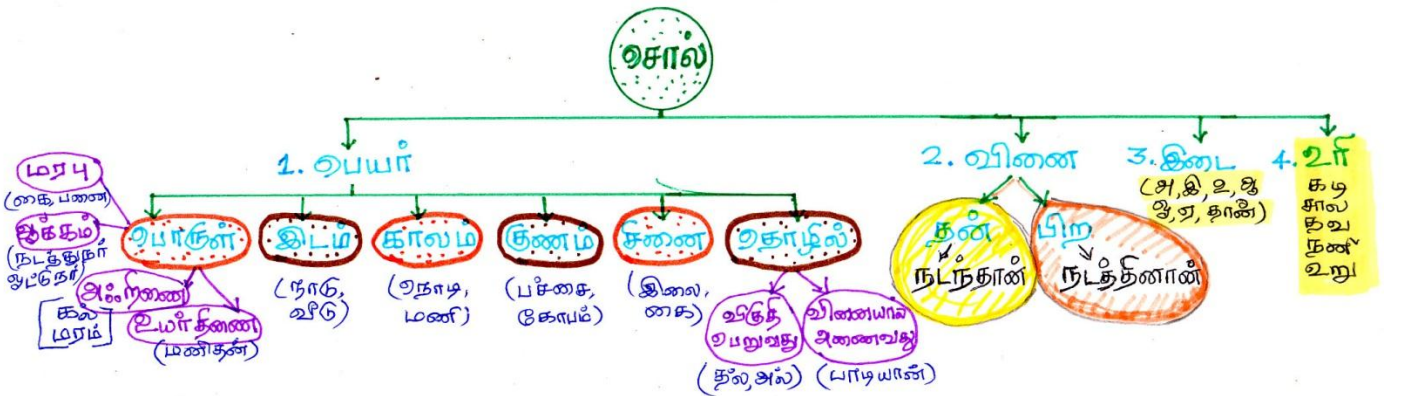 சொல்
1. பெயர்
2. வினை
3. இடை
4. உரி
(அ, இ, உ, ஆ
ஆ, ஏ, தான்)
கடி
சால
தவ
நனி
உறு
மரபு
(கை, பனை)
ஆக்கம்
(நடத்துநர்
ஓட்டுநர்
பொருள்
அஃறிணை
[கல்
மரம்]
உயர்திணை
(மனிதன்)
இடம்
(நாடு,
வீடு)
காலம்
(நொடி,
மணி)
குணம்
(பச்சை,
கோபம்)
சினை
(இலை,
கை)
தொழில்
விகுதி
பெறுவது
(தல், அல்)
வினையால்
அணைவது
(பாடியான்)
தன்
நடந்தான்
பிற
நடத்தினான்